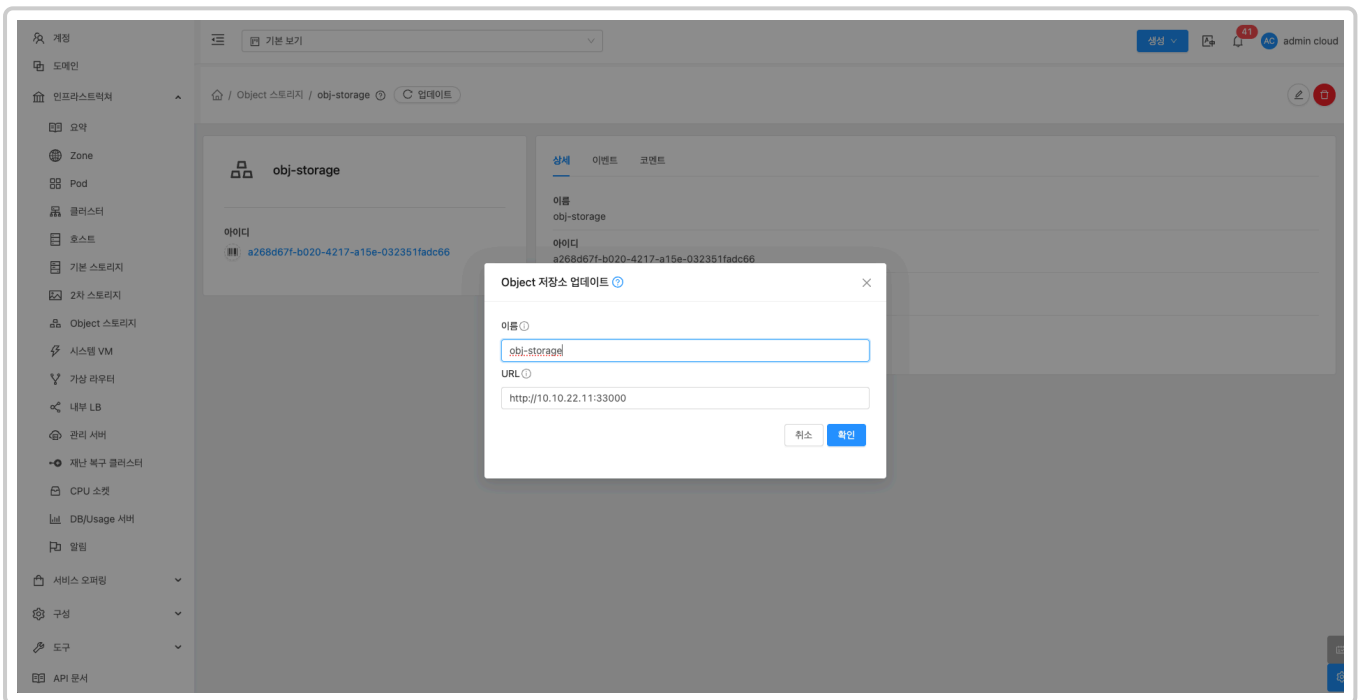 계정
도메인
인프라스트럭쳐
요약
Zone
Pod
클러스터
호스트
기본 스토리지
2차 스토리지
Object 스토리지
시스템 VM
가상 라우터
내부 LB
관리 서버
재난 복구 클러스터
CPU 소켓
DB/Usage 서버
알림
서비스 오퍼링
구성
도구
API 문서
기본 보기
생성
41
AC admin cloud
/ Object 스토리지 / obj-storage 업데이트
obj-storage
아이디
a268d67f-b020-4217-a15e-032351fadc66
상세 이벤트 코멘트
이름
obj-storage
아이디
a268d67f-b020-4217-a15e-032351fadc66
Object 저장소 업데이트
이름
obj-storage
URL
http://10.10.22.11:33000
취소 확인